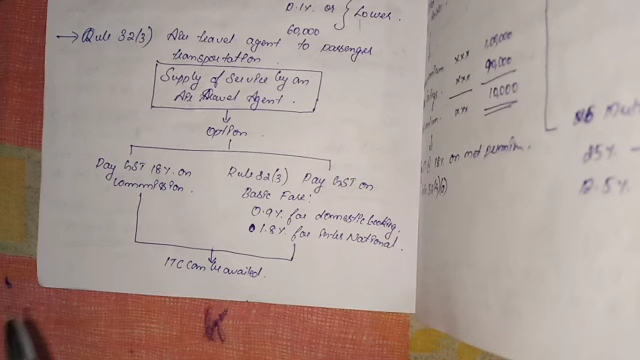 0.1% or } Lower.
60,000
→ Rule 32(3) Air travel agent to passenger
transportation.
Supply of Service by an
Air Travel Agent.
Option
Pay GST 18% on
commission.
Rule 32(3) Pay GST on
Basic Fare:
0.9% for domestic booking.
1.8% for Inter National.
ITC can be availed.
xxx 1,00,000
xxx 90,000
xxx 10,000
18% on net premium.
25% -
2.5%